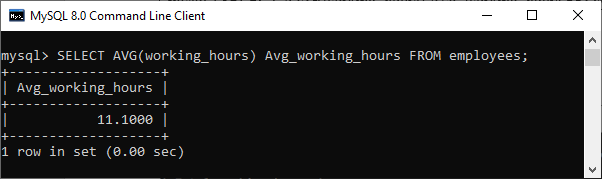 MySQL 8.0 Command Line Client
mysql> SELECT AVG(working_hours) Avg_working_hours FROM employees;
+-------------------+
| Avg_working_hours |
+-------------------+
|           11.1000 |
+-------------------+
1 row in set (0.00 sec)